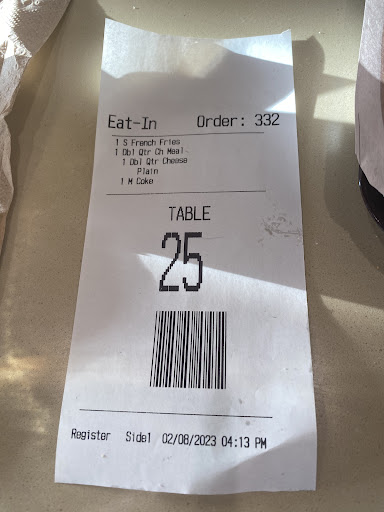 Eat-In Order: 332
1 S French Fries
1 Dbl Qtr Ch Meal
1 Dbl Qtr Cheese
Plain
1 M Coke
TABLE
25
Register Side1 02/08/2023 04:13 PM